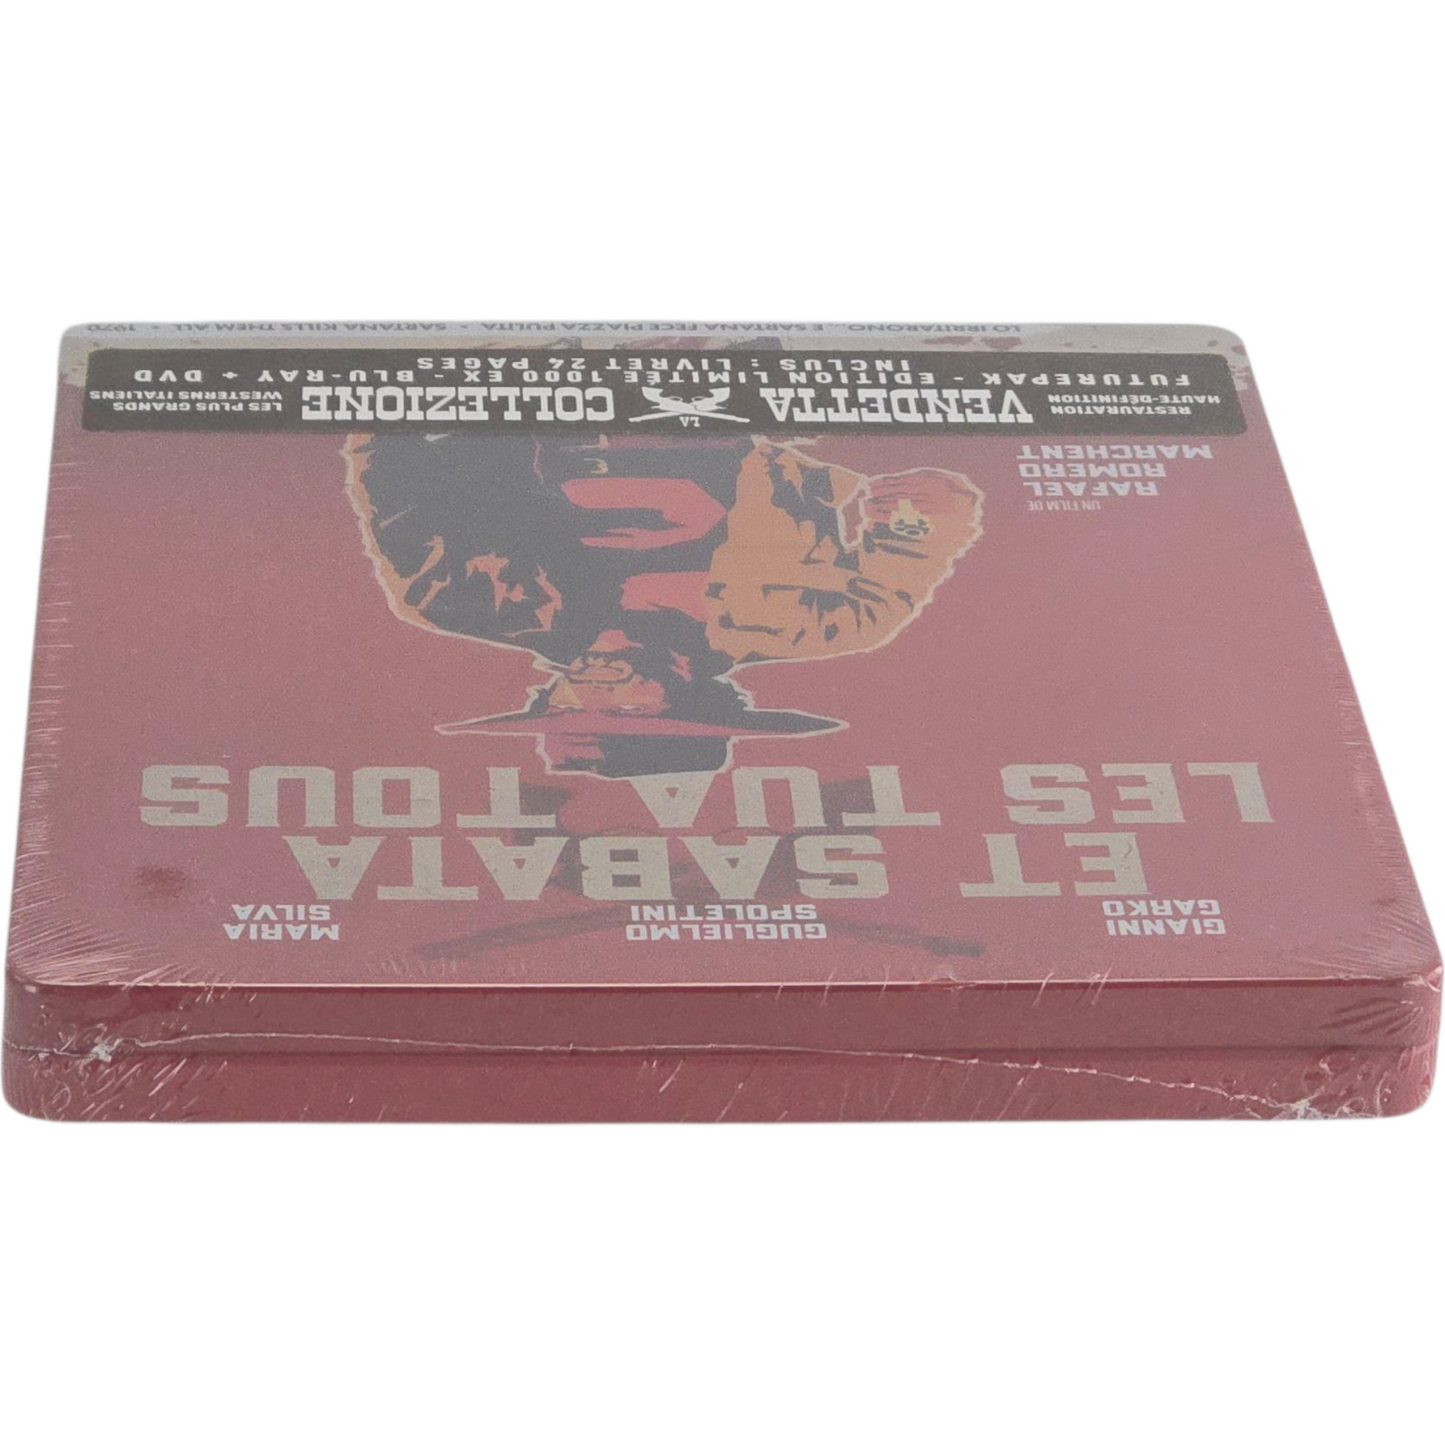 GIANNI
GARKO
GUGLIELMO
SPOLETINI
MARIA
SILVA
ET SABATA
LES TUA TOUS
UN FILM DE
RAFAEL
ROMERO
MARCHENT
RESTAURATION
HAUTE-DÉFINITION
LA
VENDETTA
COLLEZIONE
LES PLUS GRANDS
WESTERNS ITALIENS
FUTUREPAK - EDITION LIMITÉE 1000 EX - BLU-RAY + DVD
INCLUS : LIVRET 24 PAGES
LO IRRITARONO... E SARTANA FECE PIAZZA PULITA • SARTANA KILLS THEM ALL • 1970